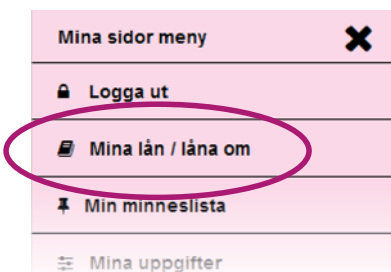 Mina sidor meny
Logga ut
Mina lån / låna om
Min minneslista
Mina uppgifter